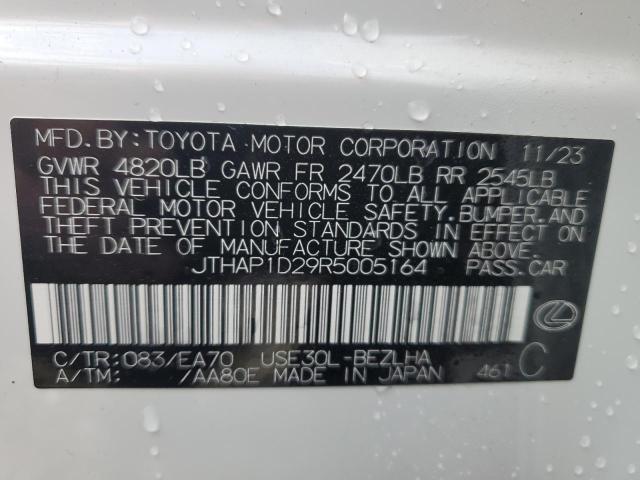 MFD. BY: TOYOTA MOTOR CORPORATION 11/23
GVWR 4820LB GAWR FR 2470LB RR 2545LB
THIS VEHICLE CONFORMS TO ALL APPLICABLE
FEDERAL MOTOR VEHICLE SAFETY, BUMPER, AND
THEFT PREVENTION STANDARDS IN EFFECT ON
THE DATE OF MANUFACTURE SHOWN ABOVE.
JTHAP1D29R5005164 PASS. CAR
C/TR: 083/EA70 USE30L-BEZLHA
A/TM: /AA80E MADE IN JAPAN 461 C